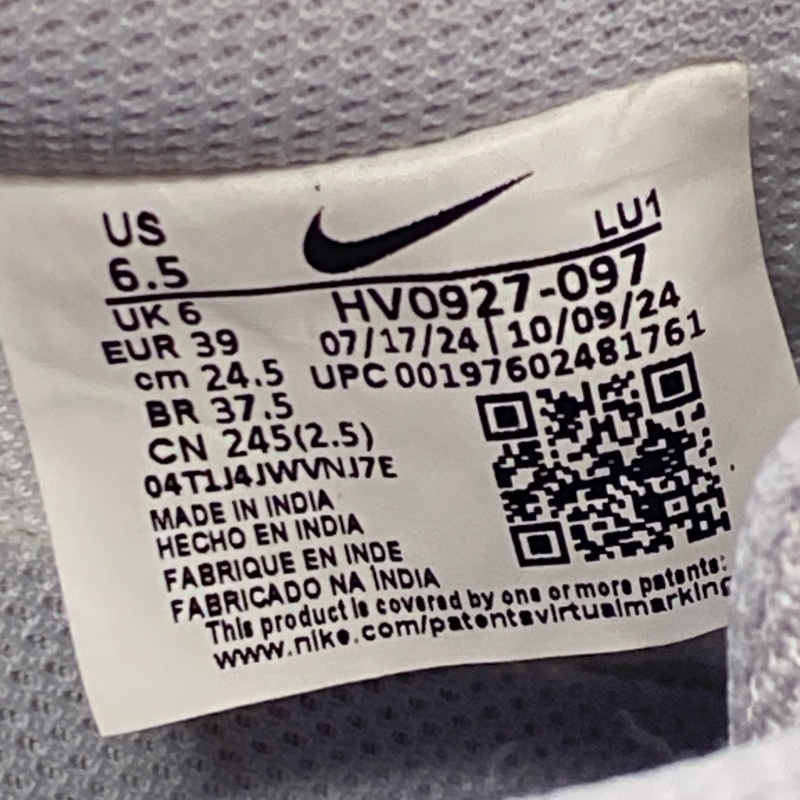 US
6.5
LU1
UK 6
HV0927-097
EUR 39
07/17/24 | 10/09/24
cm 24.5
UPC 00197602481761
BR 37.5
CN 245(2.5)
04T1J4JWVNJ7E
MADE IN INDIA
HECHO EN INDIA
FABRIQUE EN INDE
FABRICADO NA ÍNDIA
This product is covered by one or more patents:
www.nike.com/patentsvirtualmarking